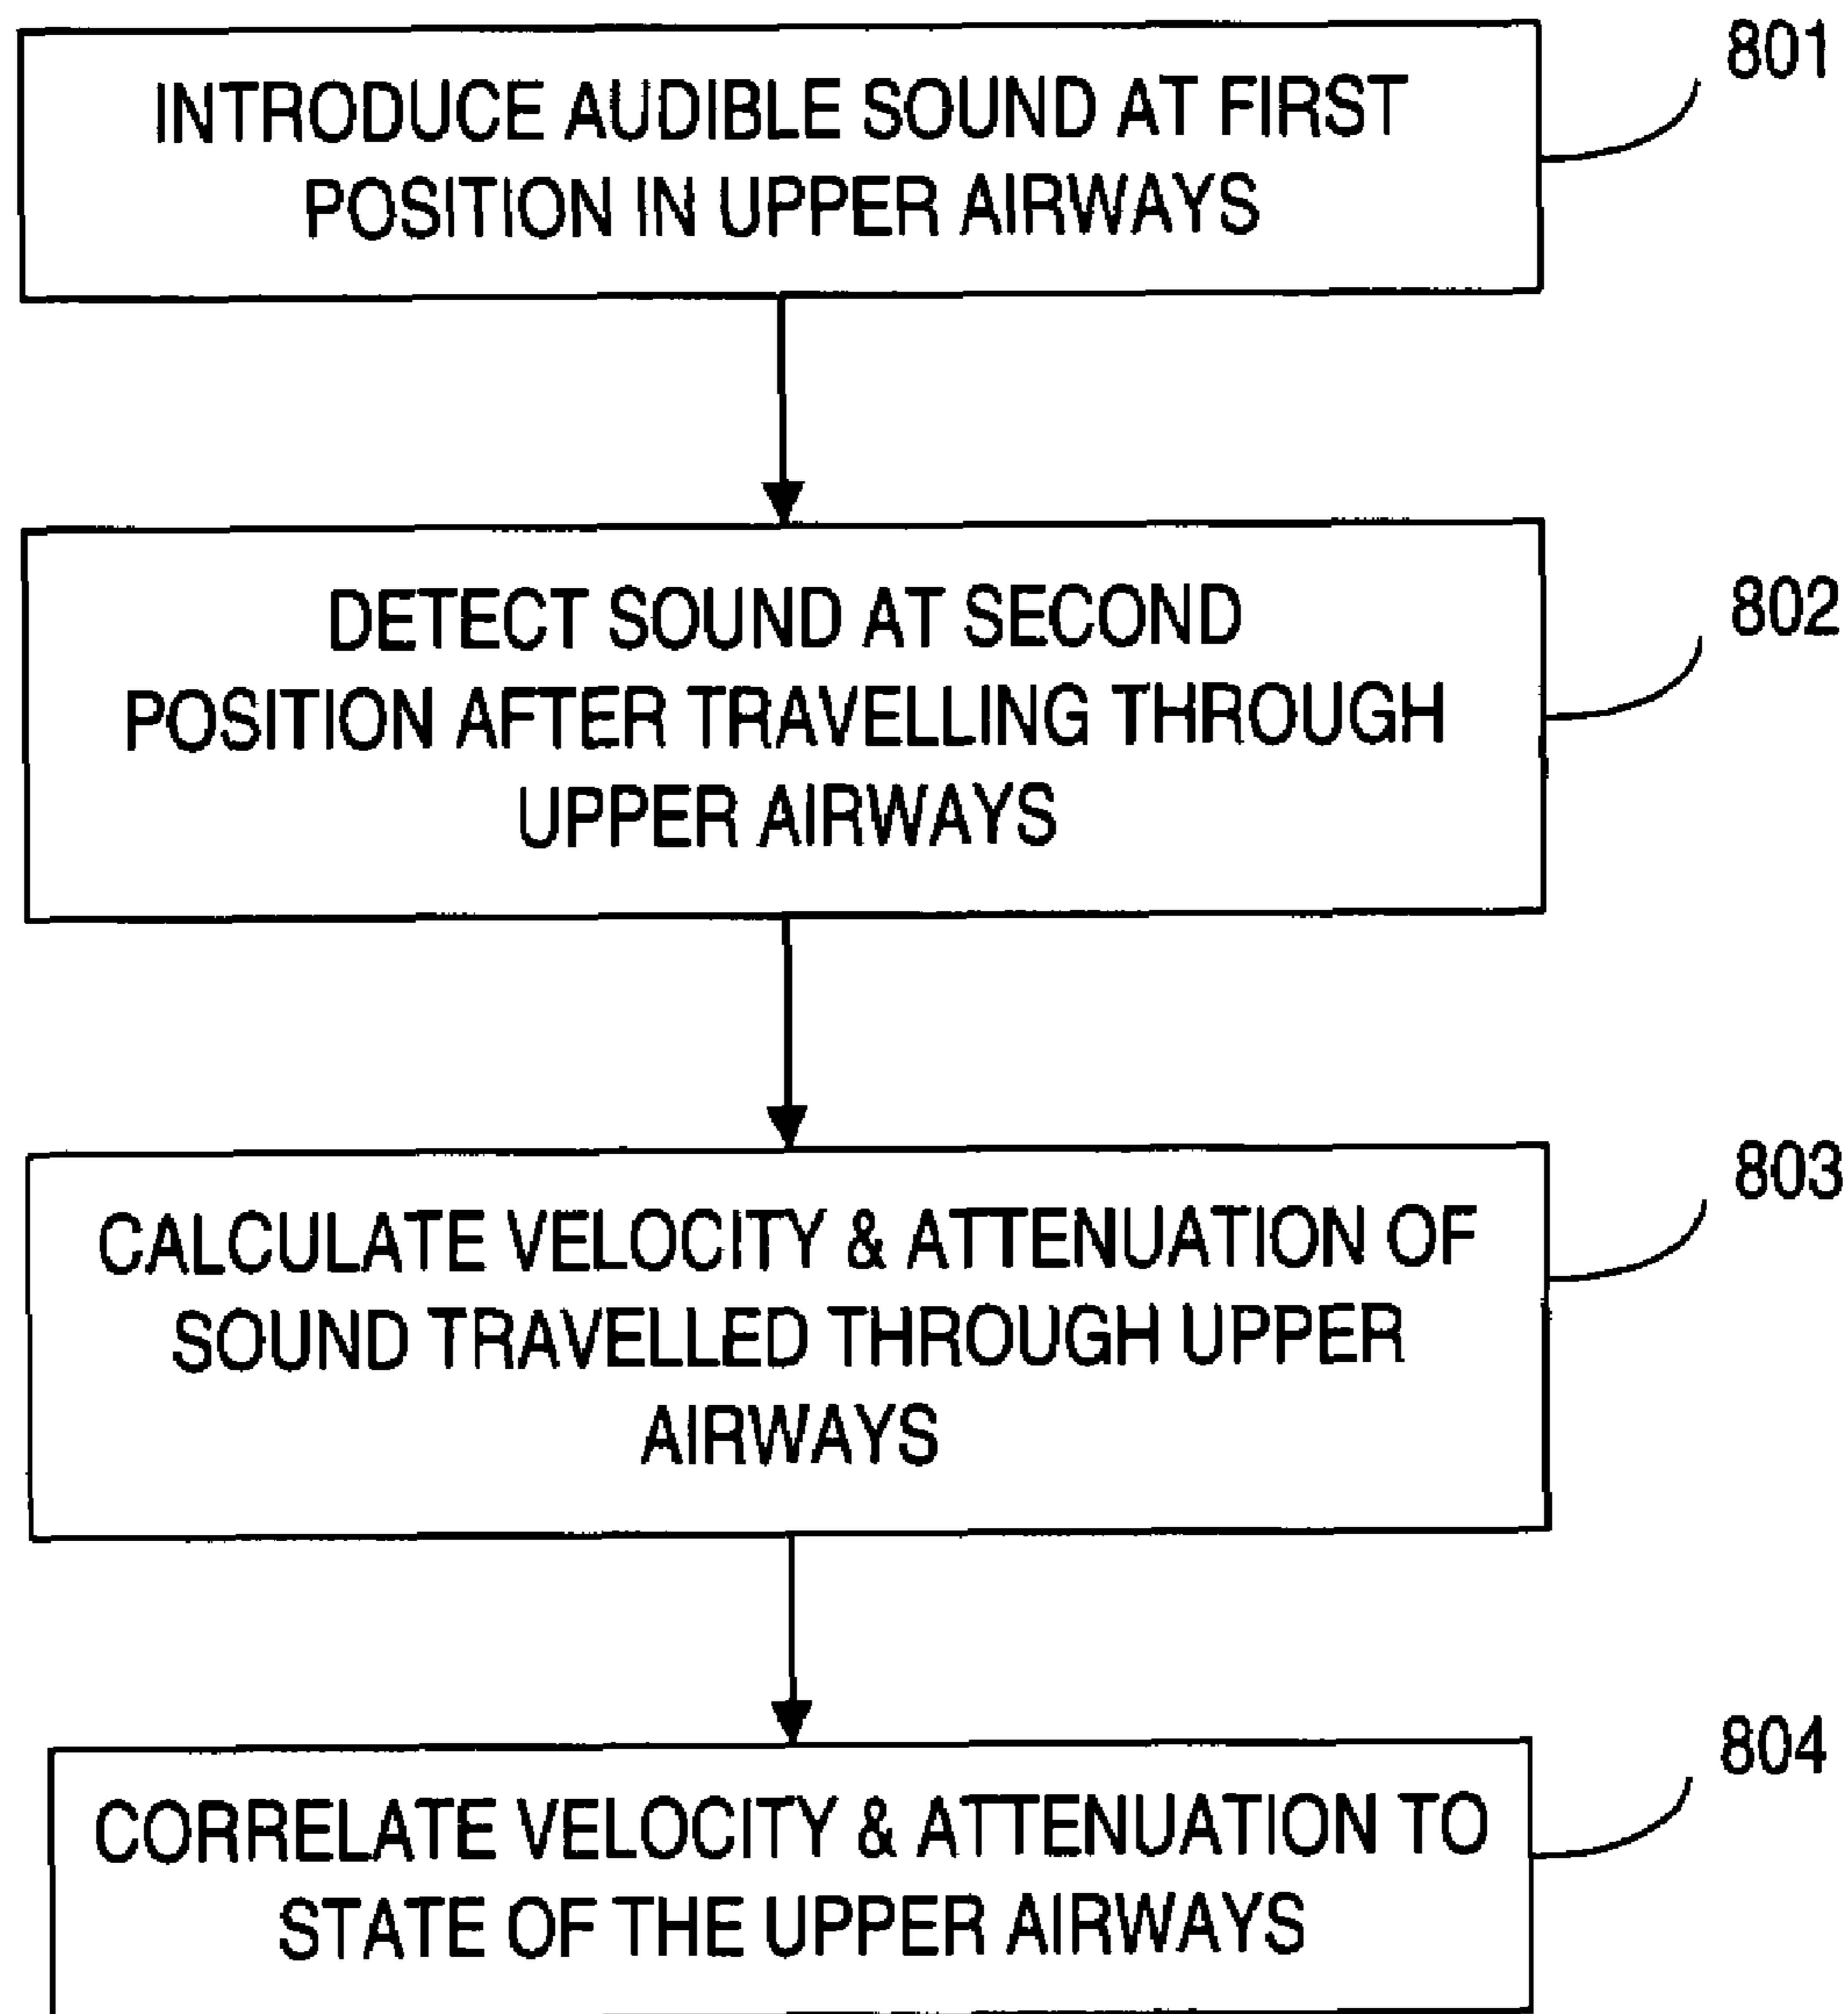 801
INTRODUCE AUDIBLE SOUND AT FIRST
POSITION IN UPPER AIRWAYS
802
DETECT SOUND AT SECOND
POSITION AFTER TRAVELLING THROUGH
UPPER AIRWAYS
803
CALCULATE VELOCITY & ATTENUATION OF
SOUND TRAVELLED THROUGH UPPER
AIRWAYS
804
CORRELATE VELOCITY & ATTENUATION TO
STATE OF THE UPPER AIRWAYS